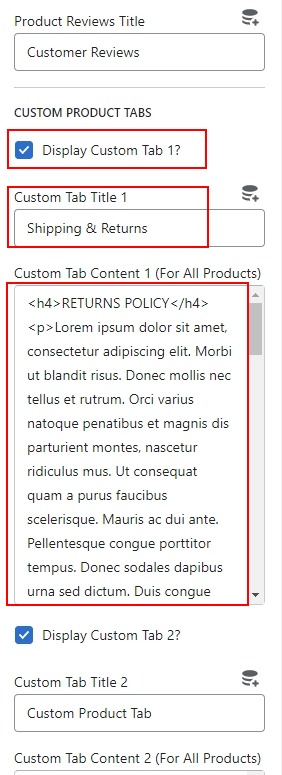 Product Reviews Title
Customer Reviews
CUSTOM PRODUCT TABS
Display Custom Tab 1?
Custom Tab Title 1
Shipping & Returns
Custom Tab Content 1 (For All Products)
<h4>RETURNS POLICY</h4>
<p>Lorem ipsum dolor sit amet,
consectetur adipiscing elit. Morbi
ut blandit risus. Donec mollis nec
tellus et rutrum. Orci varius
natoque penatibus et magnis dis
parturient montes, nascetur
ridiculus mus. Ut consequat
quam a purus faucibus
scelerisque. Mauris ac dui ante.
Pellentesque congue porttitor
tempus. Donec sodales dapibus
urna sed dictum. Duis congue
Display Custom Tab 2?
Custom Tab Title 2
Custom Product Tab
Custom Tab Content 2 (For All Products)